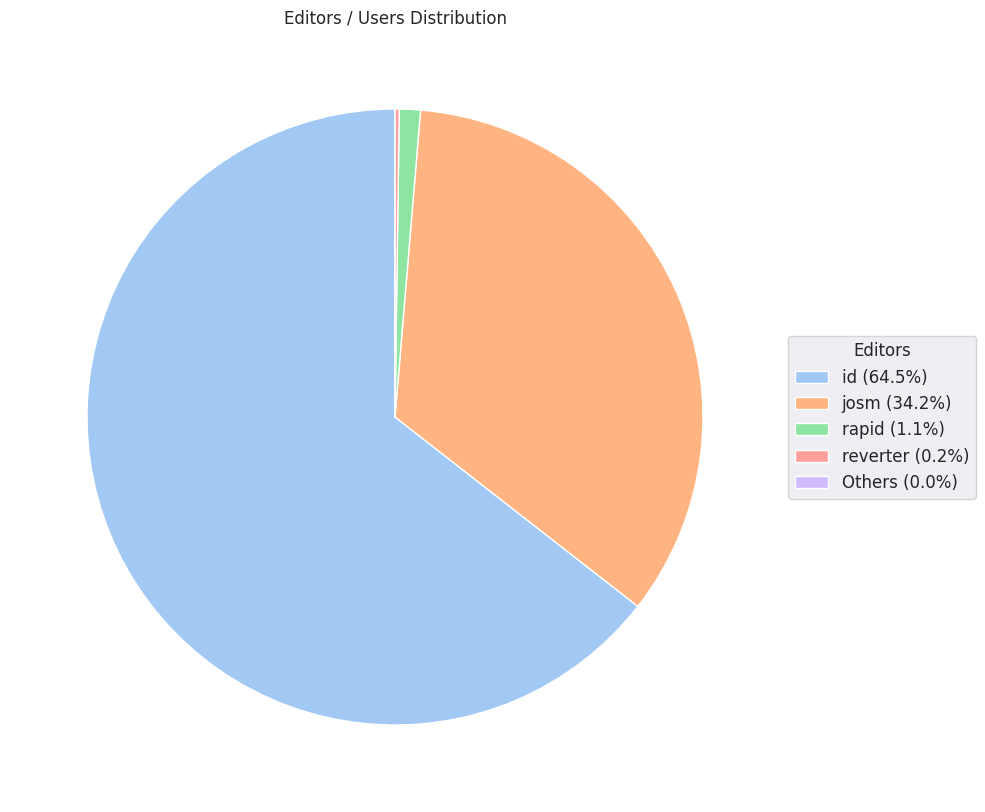 Editors / Users Distribution
Editors
id (64.5%)
josm (34.2%)
rapid (1.1%)
reverter (0.2%)
Others (0.0%)